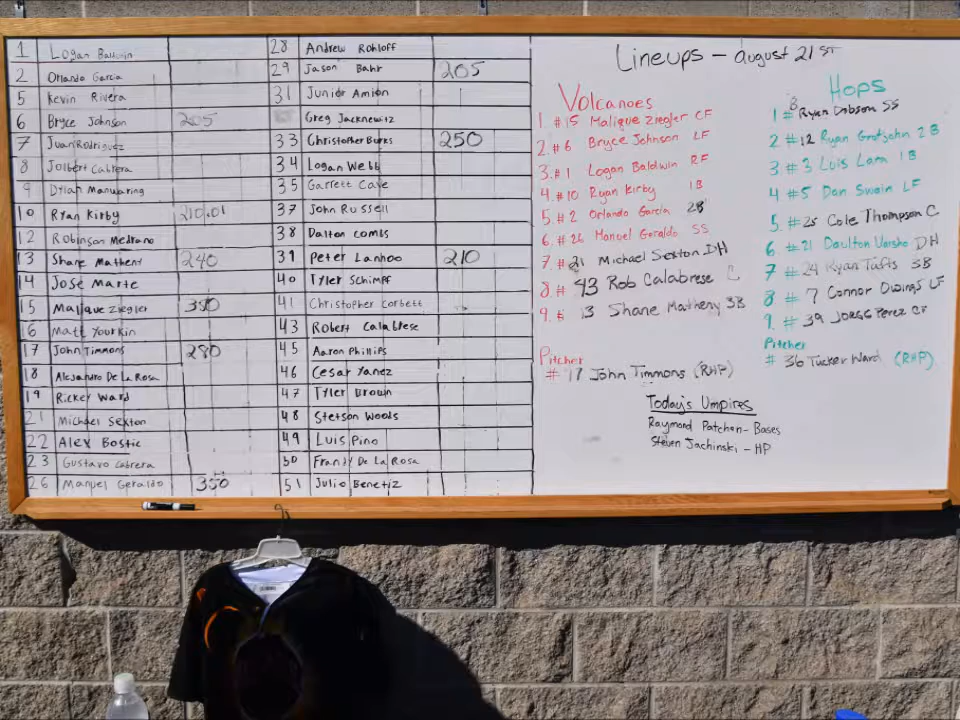 1 Logan Baldwin
2 Orlando Garcia
5 Kevin Rivera
6 Bryce Johnson 205
7 Juan Rodriguez
8 Jolbert Cabrera
9 Dylan Manwaring
10 Ryan Kirby 210.01
12 Robinson Medrano
13 Shane Matheny 240
14 José Marte
15 Malique Ziegler 350
16 Matt Yourkin
17 John Timmons 280
18 Alejandro De La Rosa
19 Rickey Ward
21 Michael Sexton
22 Alex Bostic
23 Gustavo Cabrera
26 Manuel Geraldo 350
28 Andrew Rohloff
29 Jason Bahr 205
31 Junior Amion
Greg Jacknewitz
33 Christopher Burks 250
34 Logan Webb
35 Garrett Cave
37 John Russell
38 Dalton Combs
39 Peter Lanhoo 210
40 Tyler Schimpf
41 Christopher Corbett
43 Robert Calabrese
45 Aaron Phillips
46 Cesar Yanez
47 Tyler Brown
48 Stetson Woods
49 Luis Pino
50 Frandy De La Rosa
51 Julio Benetiz
Lineups - august 21 ST
Volcanoes
1. #15 Malique Ziegler CF
2. #6 Bryce Johnson LF
3. #1 Logan Baldwin RF
4. #10 Ryan Kirby 1B
5. #2 Orlando Garcia 2B
6. #26 Manuel Geraldo SS
7. #21 Michael Sexton DH
8 # 43 Rob Calabrese C
9. # 13 Shane Matheny 3B
Pitcher
# 17 John Timmons (RHP)
Hops
1 #8 Ryan Dobson SS
2 #12 Ryan Grotjohn 2B
3 # 3 Luis Lara 1B
4 #5 Dan Swain LF
5. #25 Cole Thompson C
6 #21 Daulton Varsho DH
7 #24 Ryan Tufts 3B
8 # 7 Connor Owings LF
9. # 39 Jorge Perez CF
Pitcher
# 36 Tucker Ward (RHP)
Today's Umpires
Raymond Patchen - Bases
Steven Jachinski - HP